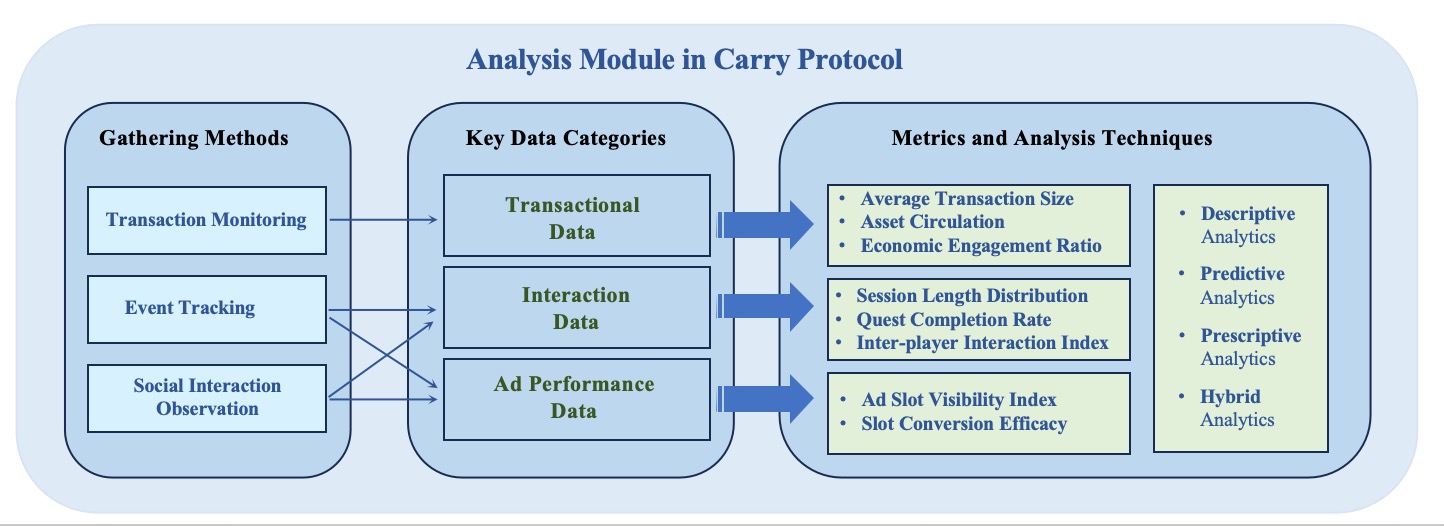 Analysis Module in Carry Protocol
Gathering Methods
Transaction Monitoring
Event Tracking
Social Interaction
Observation
Key Data Categories
Transactional
Data
Interaction
Data
Ad Performance
Data
Metrics and Analysis Techniques
• Average Transaction Size
• Asset Circulation
• Economic Engagement Ratio
• Session Length Distribution
• Quest Completion Rate
• Inter-player Interaction Index
• Ad Slot Visibility Index
• Slot Conversion Efficacy
• Descriptive
Analytics
• Predictive
Analytics
• Prescriptive
Analytics
• Hybrid
Analytics